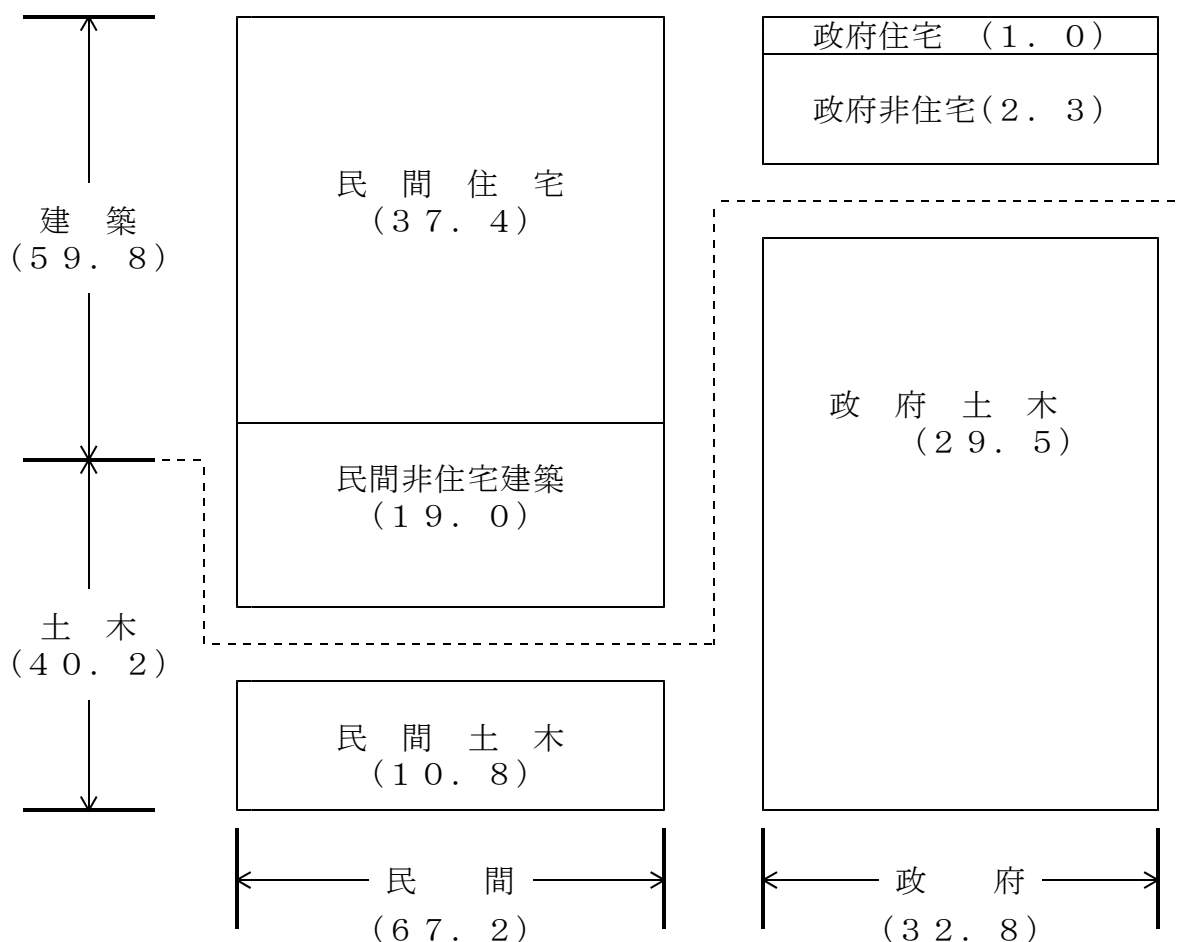 建　築
(５９．８)
土　木
(４０．２)
民　間　住　宅
(３７．４)
民間非住宅建築
(１９．０)
民　間　土　木
(１０．８)
政府住宅　(１．０)
政府非住宅(２．３)
政　府　土　木
(２９．５)
民　　間
(６７．２)
政　　府
(３２．８)